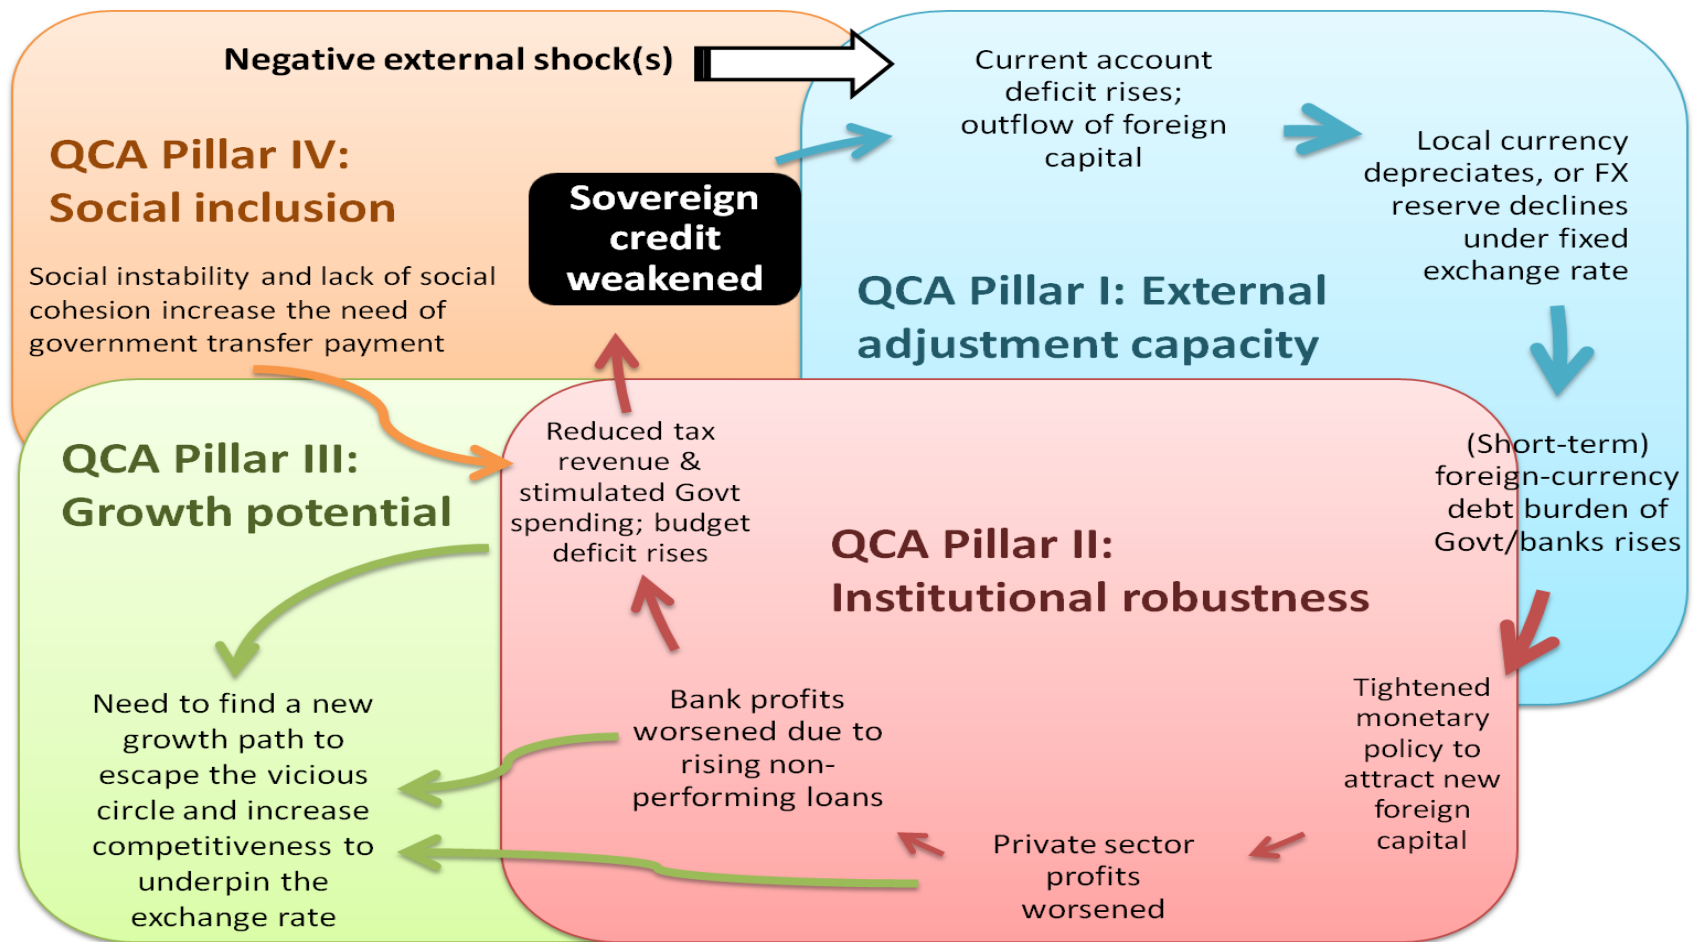 Negative external shock(s)
Current account
deficit rises;
outflow of foreign
capital
Local currency
depreciates, or FX
reserve declines
under fixed
exchange rate
QCA Pillar IV:
Social inclusion
Sovereign
credit
weakened
Social instability and lack of social
cohesion increase the need of
government transfer payment
QCA Pillar I: External
adjustment capacity
(Short-term)
foreign-currency
debt burden of
Govt/banks rises
QCA Pillar III:
Growth potential
Reduced tax
revenue &
stimulated Govt
spending; budget
deficit rises
QCA Pillar II:
Institutional robustness
Need to find a new
growth path to
escape the vicious
circle and increase
competitiveness to
underpin the
exchange rate
Bank profits
worsened due to
rising non-
performing loans
Private sector
profits
worsened
Tightened
monetary
policy to
attract new
foreign
capital